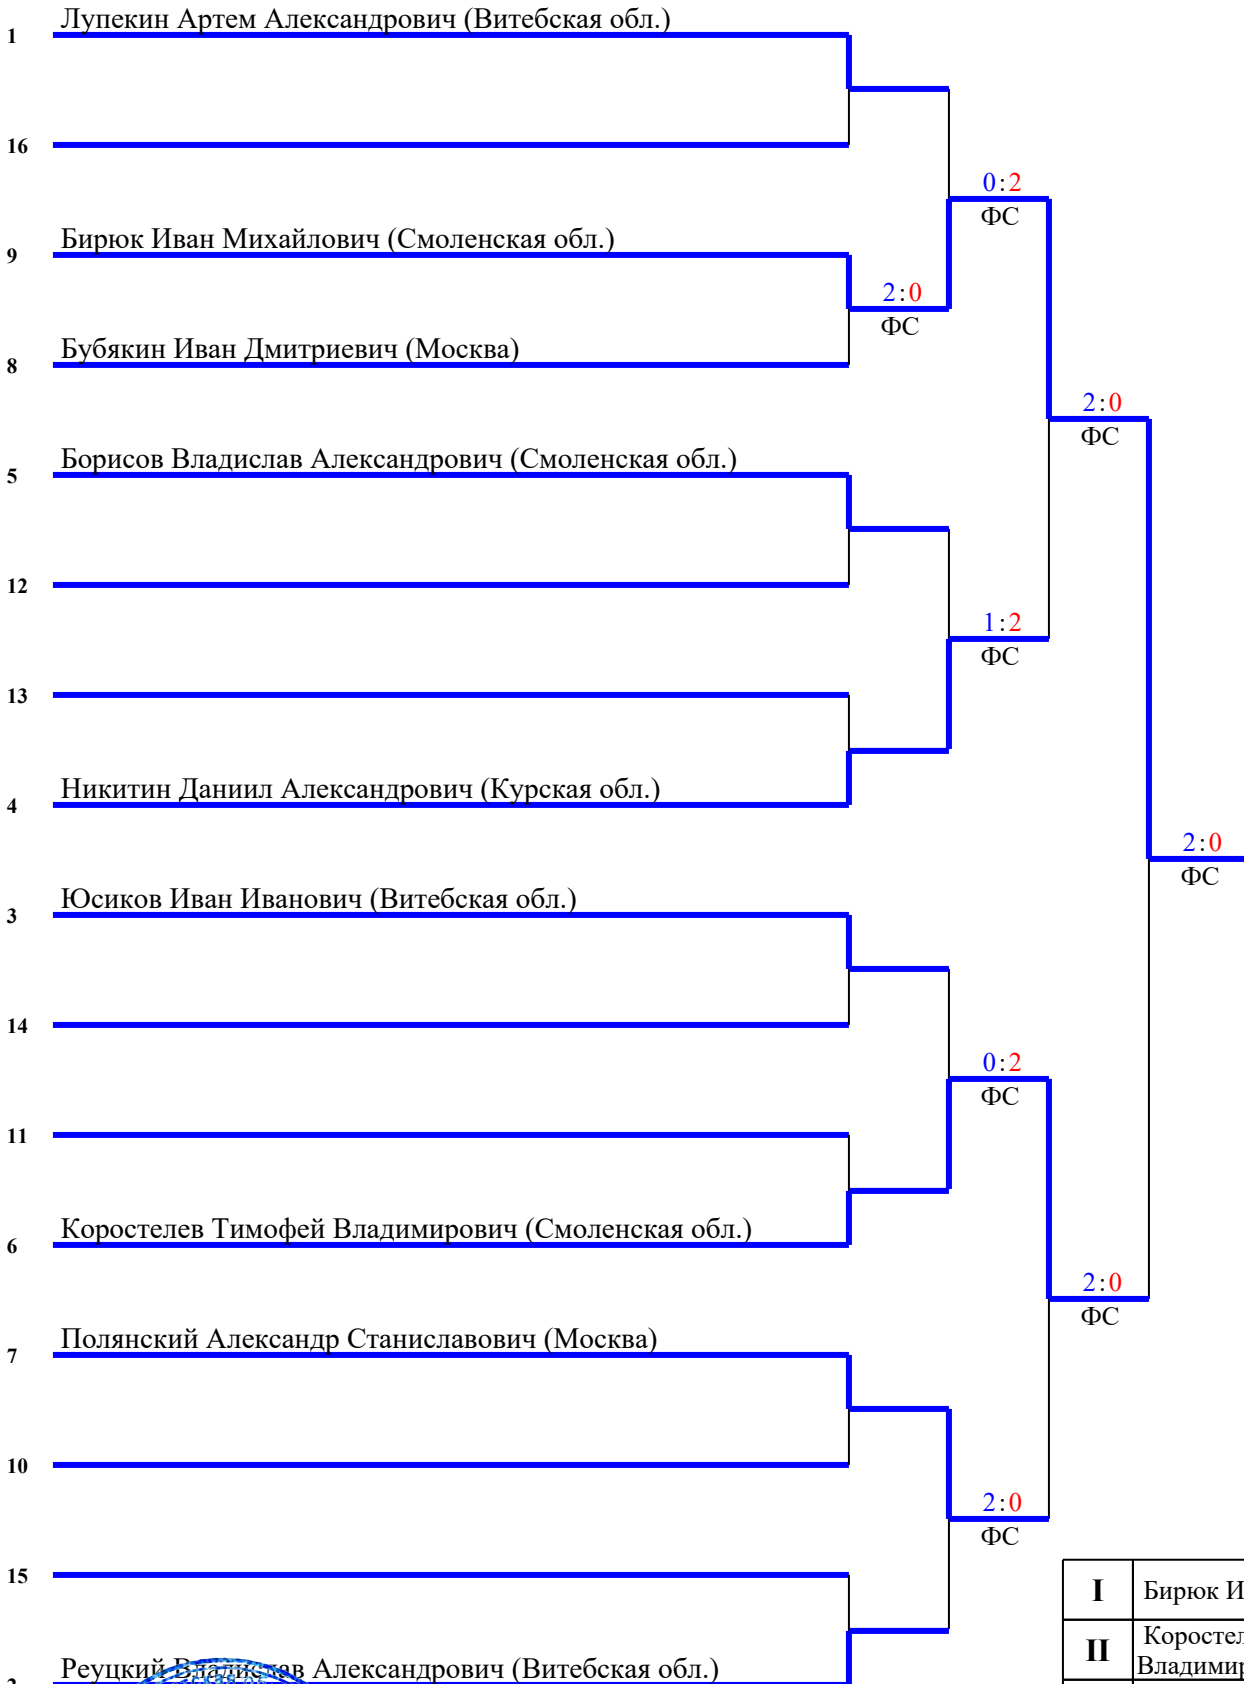 Лупекин Артем Александрович (Витебская обл.)
1
16
0:2
ФС
Бирюк Иван Михайлович (Смоленская обл.)
9
2:0
ФС
Бубякин Иван Дмитриевич (Москва)
8
2:0
ФС
Борисов Владислав Александрович (Смоленская обл.)
5
12
1:2
ФС
13
Никитин Даниил Александрович (Курская обл.)
4
2:0
ФС
Юсиков Иван Иванович (Витебская обл.)
3
14
0:2
ФС
11
Коростелев Тимофей Владимирович (Смоленская обл.)
6
2:0
ФС
Полянский Александр Станиславович (Москва)
7
10
2:0
ФС
15
I Бирюк И
II Коростел
Владимир
Реуцкий Владислав Александрович (Витебская обл.)